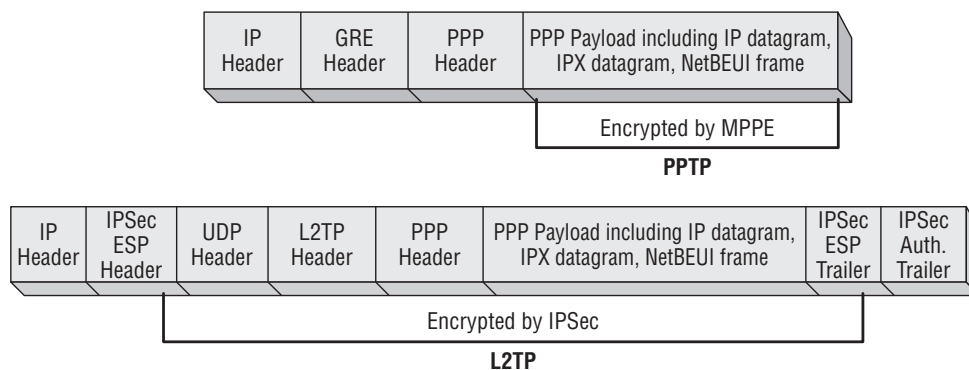 IP
Header
GRE
Header
PPP
Header
PPP Payload including IP datagram,
IPX datagram, NetBEUI frame
Encrypted by MPPE
PPTP
IP
Header
IPSec
ESP
Header
UDP
Header
L2TP
Header
PPP
Header
PPP Payload including IP datagram,
IPX datagram, NetBEUI frame
IPSec
ESP
Trailer
IPSec
Auth.
Trailer
Encrypted by IPSec
L2TP